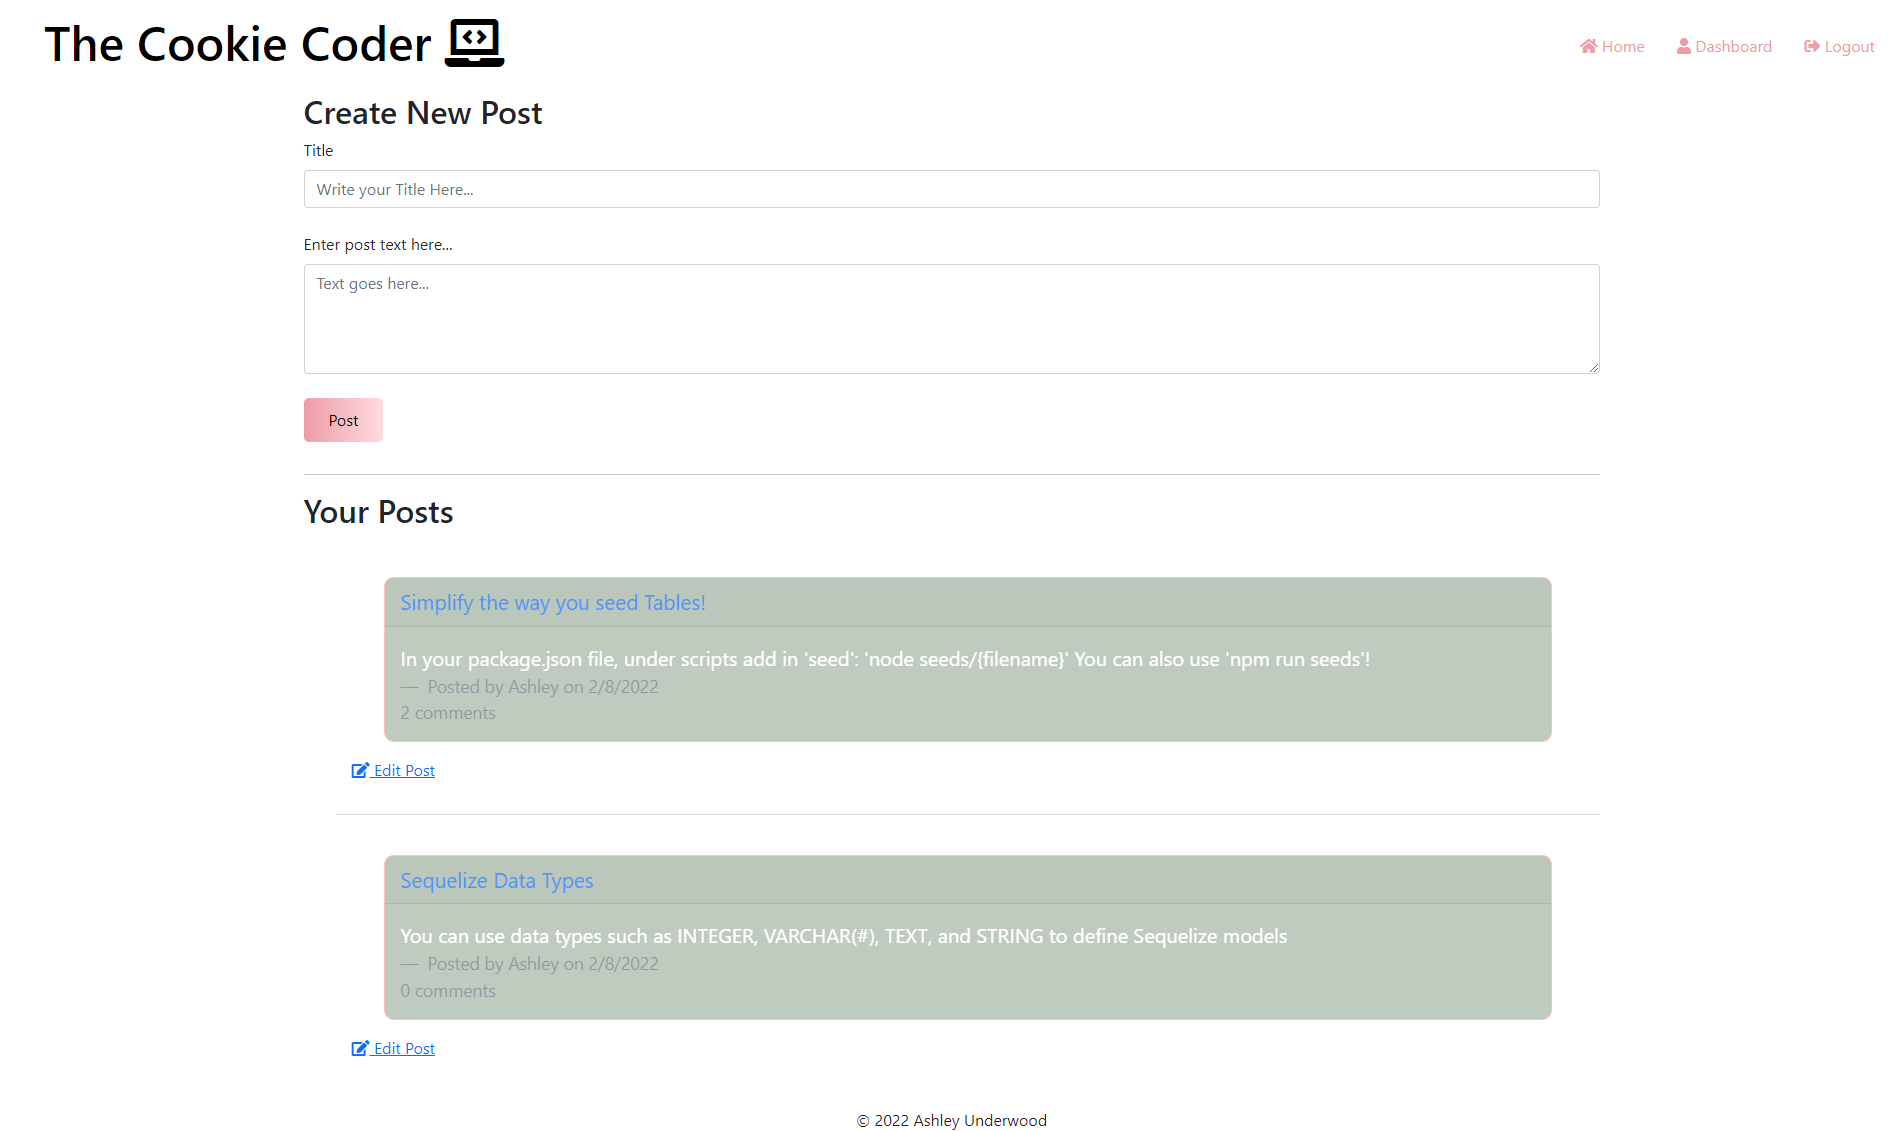 The Cookie Coder
Home Dashboard Logout
Create New Post
Title
Write your Title Here...
Enter post text here...
Text goes here...
Post
Your Posts
Simplify the way you seed Tables!
In your package.json file, under scripts add in 'seed': 'node seeds/{filename}' You can also use 'npm run seeds'!
— Posted by Ashley on 2/8/2022
2 comments
Edit Post
Sequelize Data Types
You can use data types such as INTEGER, VARCHAR(#), TEXT, and STRING to define Sequelize models
— Posted by Ashley on 2/8/2022
0 comments
Edit Post
© 2022 Ashley Underwood